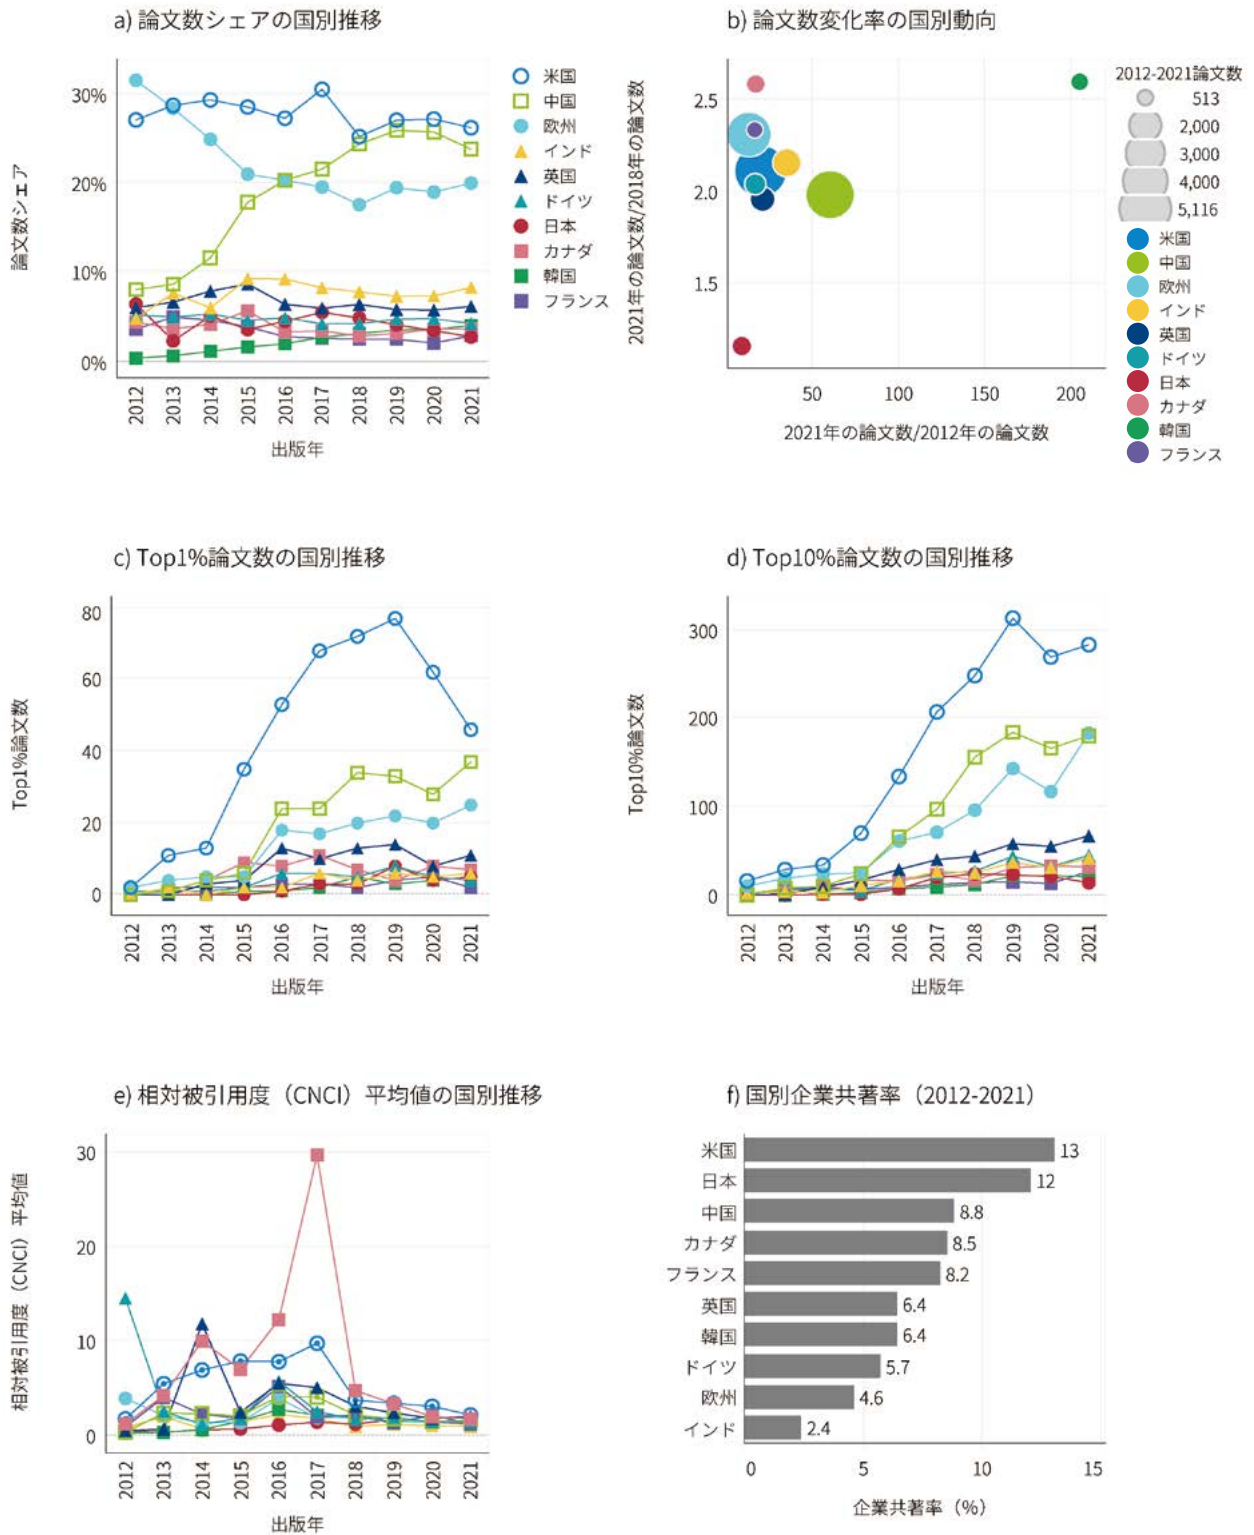 a) 論文数シェアの国別推移
論文数シェア
30%
20%
10%
0%
2012
2013
2014
2015
2016
2017
2018
2019
2020
2021
出版年
米国
中国
欧州
インド
英国
ドイツ
日本
カナダ
韓国
フランス
b) 論文数変化率の国別動向
2021年の論文数/2018年の論文数
2.5
2.0
1.5
50
100
150
200
2021年の論文数/2012年の論文数
2012-2021論文数
513
2,000
3,000
4,000
5,116
米国
中国
欧州
インド
英国
ドイツ
日本
カナダ
韓国
フランス
c) Top1%論文数の国別推移
Top1%論文数
80
60
40
20
0
2012
2013
2014
2015
2016
2017
2018
2019
2020
2021
出版年
d) Top10%論文数の国別推移
Top10%論文数
300
200
100
0
2012
2013
2014
2015
2016
2017
2018
2019
2020
2021
出版年
e) 相対被引用度（CNCI）平均値の国別推移
相対被引用度（CNCI）平均値
30
20
10
0
2012
2013
2014
2015
2016
2017
2018
2019
2020
2021
出版年
f) 国別企業共著率（2012-2021）
米国 13
日本 12
中国 8.8
カナダ 8.5
フランス 8.2
英国 6.4
韓国 6.4
ドイツ 5.7
欧州 4.6
インド 2.4
0
5
10
15
企業共著率（%）